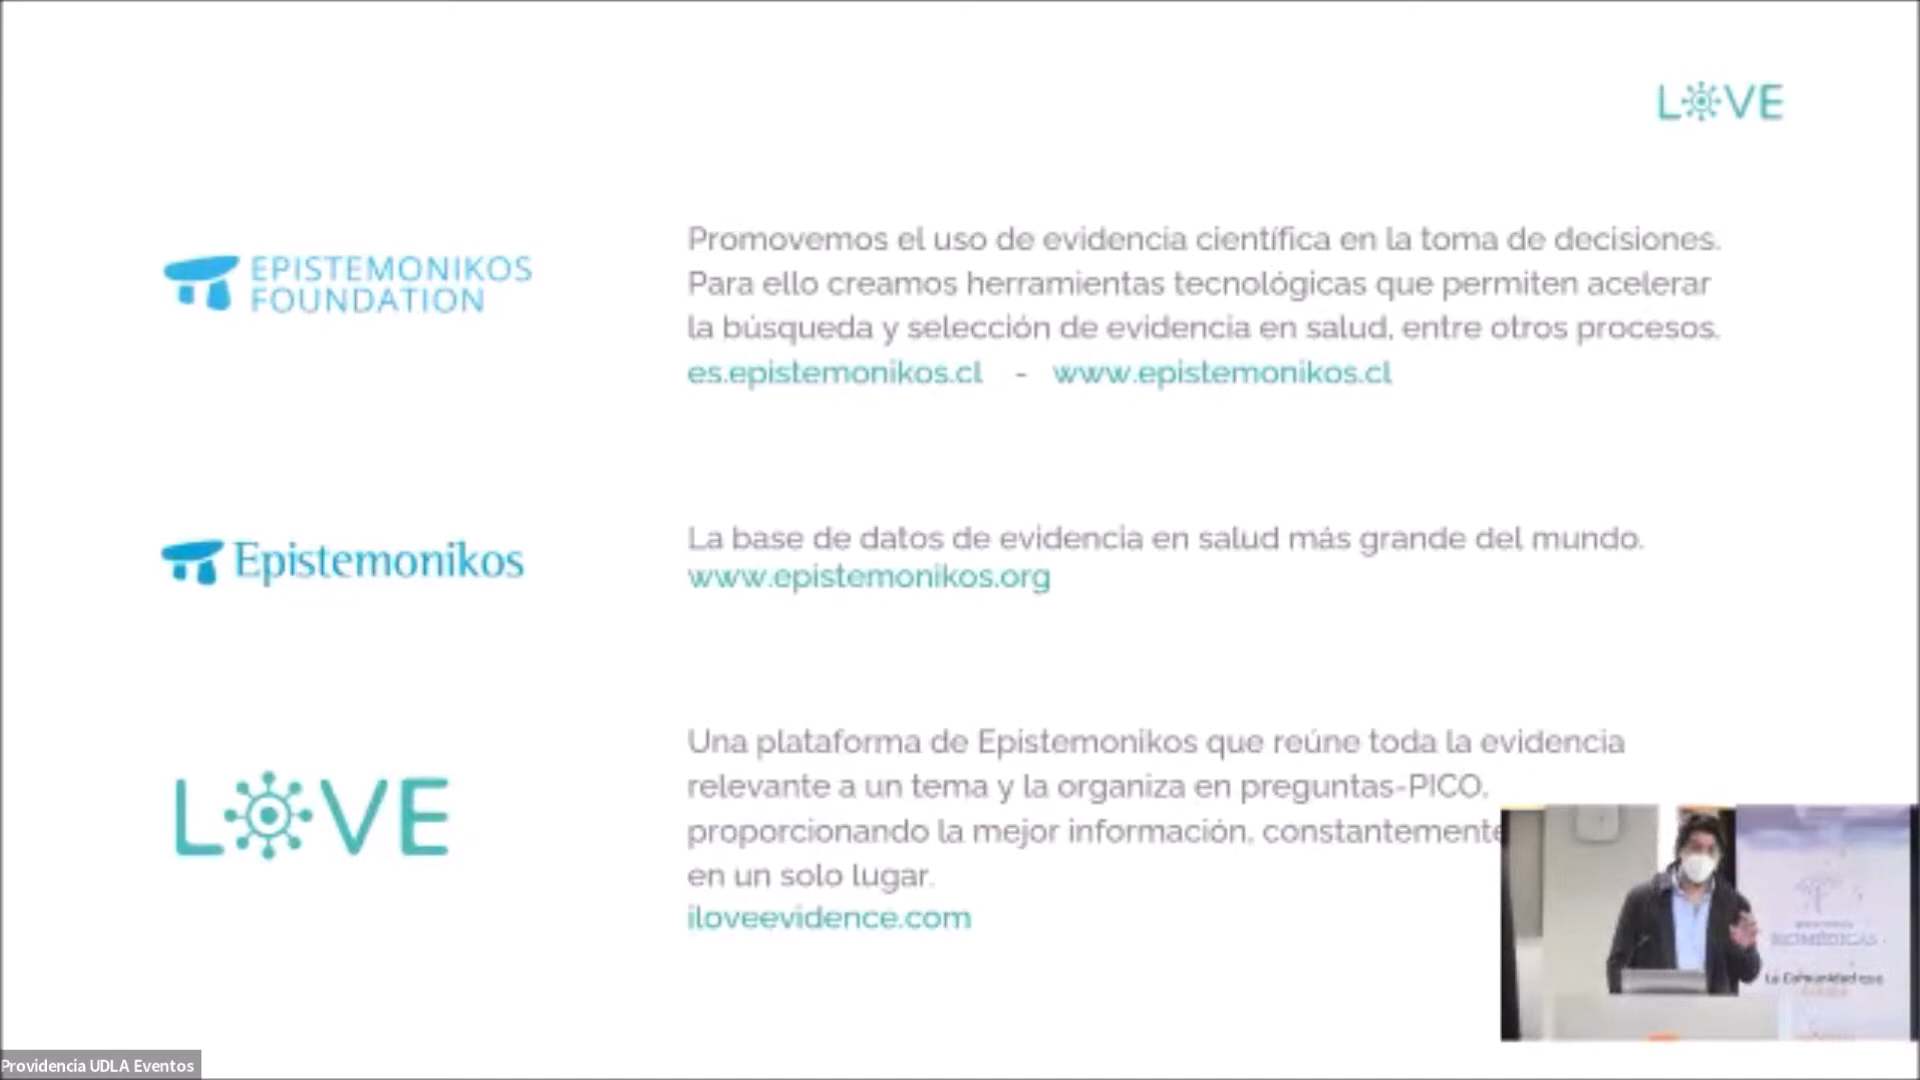 LOVE
EPISTEMONIKOS
FOUNDATION
Promovemos el uso de evidencia científica en la toma de decisiones.
Para ello creamos herramientas tecnológicas que permiten acelerar
la búsqueda y selección de evidencia en salud, entre otros procesos.
es.epistemonikos.cl - www.epistemonikos.cl
Epistemonikos
La base de datos de evidencia en salud más grande del mundo.
www.epistemonikos.org
LOVE
Una plataforma de Epistemonikos que reúne toda la evidencia
relevante a un tema y la organiza en preguntas-PICO,
proporcionando la mejor información, constantemente
en un solo lugar.
iloveevidence.com
BIOMÉDICAS
La Comunidad que
Providencia UDLA Eventos